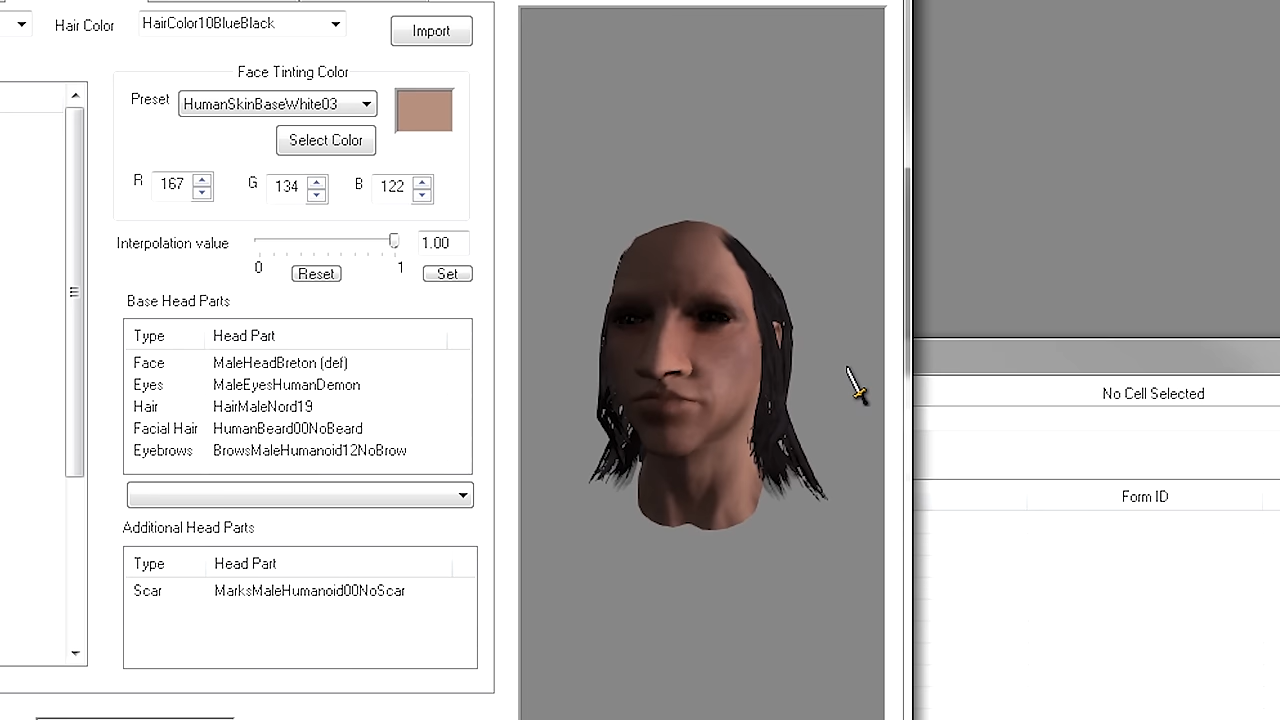 Hair Color HairColor10BlueBlack Import
Face Tinting Color
Preset HumanSkinBaseWhite03
Select Color
R 167 G 134 B 122
Interpolation value 1.00
0 Reset 1 Set
Base Head Parts
Type Head Part
Face MaleHeadBreton (def)
Eyes MaleEyesHumanDemon
Hair HairMaleNord19
Facial Hair HumanBeard00NoBeard
Eyebrows BrowsMaleHumanoid12NoBrow
Additional Head Parts
Type Head Part
Scar MarksMaleHumanoid00NoScar
No Cell Selected
Form ID